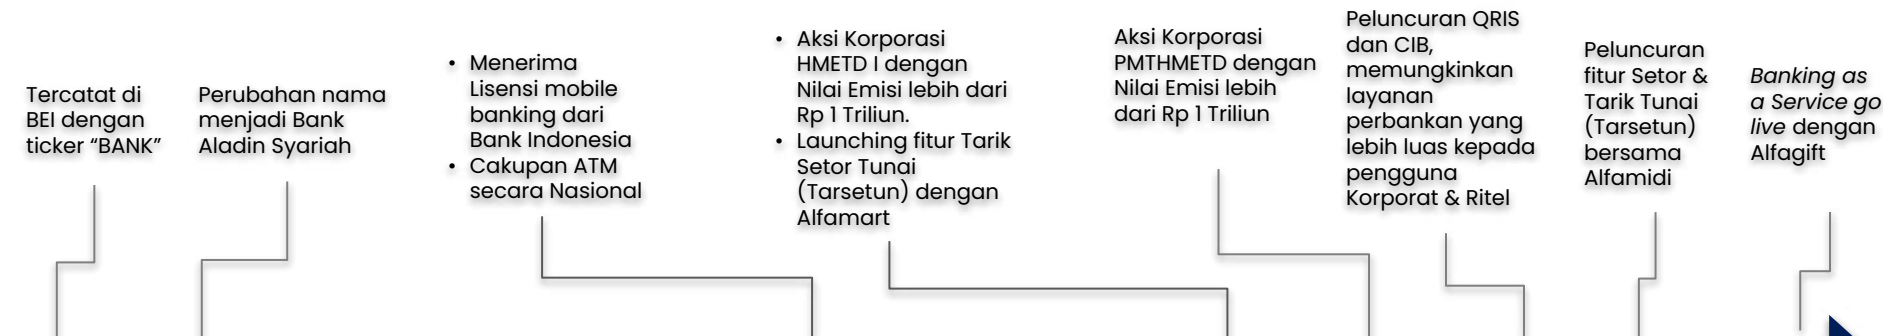 Tercatat di
BEI dengan
ticker “BANK”
Perubahan nama
menjadi Bank
Aladin Syariah
• Menerima
Lisensi mobile
banking dari
Bank Indonesia
• Cakupan ATM
secara Nasional
• Aksi Korporasi
HMETD I dengan
Nilai Emisi lebih dari
Rp 1 Triliun.
• Launching fitur Tarik
Setor Tunai
(Tarsetun) dengan
Alfamart
Aksi Korporasi
PMTHMETD dengan
Nilai Emisi lebih
dari Rp 1 Triliun
Peluncuran QRIS
dan CIB,
memungkinkan
layanan
perbankan yang
lebih luas kepada
pengguna
Korporat & Ritel
Peluncuran
fitur Setor &
Tarik Tunai
(Tarsetun)
bersama
Alfamidi
Banking as
a Service go
live dengan
Alfagift